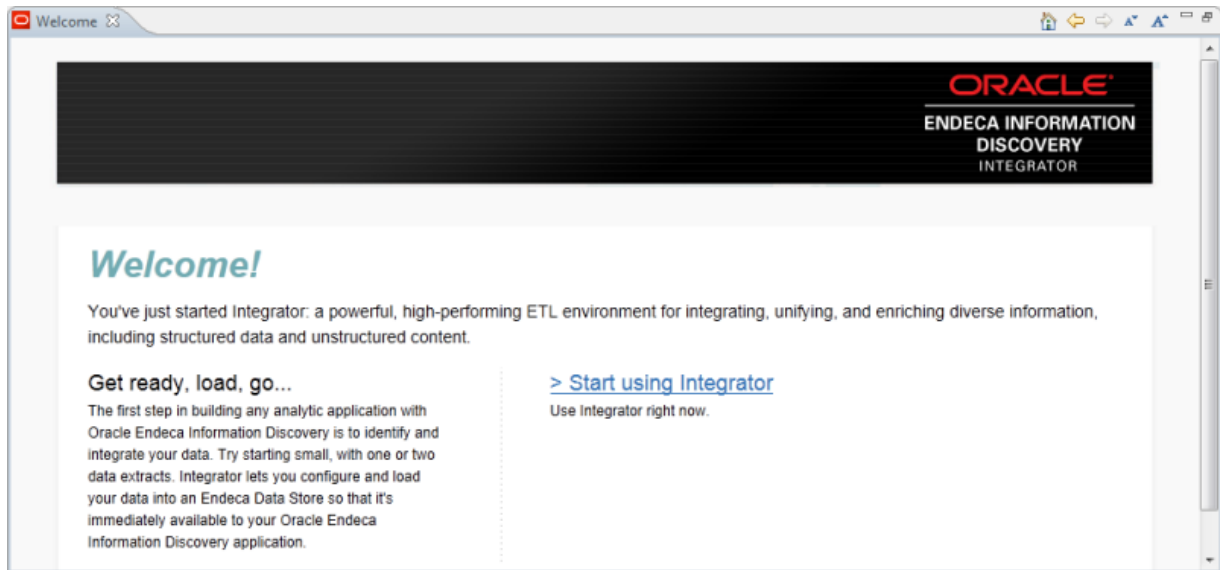 Welcome
ORACLE
ENDECA INFORMATION
DISCOVERY
INTEGRATOR
Welcome!
You've just started Integrator: a powerful, high-performing ETL environment for integrating, unifying, and enriching diverse information,
including structured data and unstructured content.
Get ready, load, go...
The first step in building any analytic application with
Oracle Endeca Information Discovery is to identify and
integrate your data. Try starting small, with one or two
data extracts. Integrator lets you configure and load
your data into an Endeca Data Store so that it's
immediately available to your Oracle Endeca
Information Discovery application.
> Start using Integrator
Use Integrator right now.